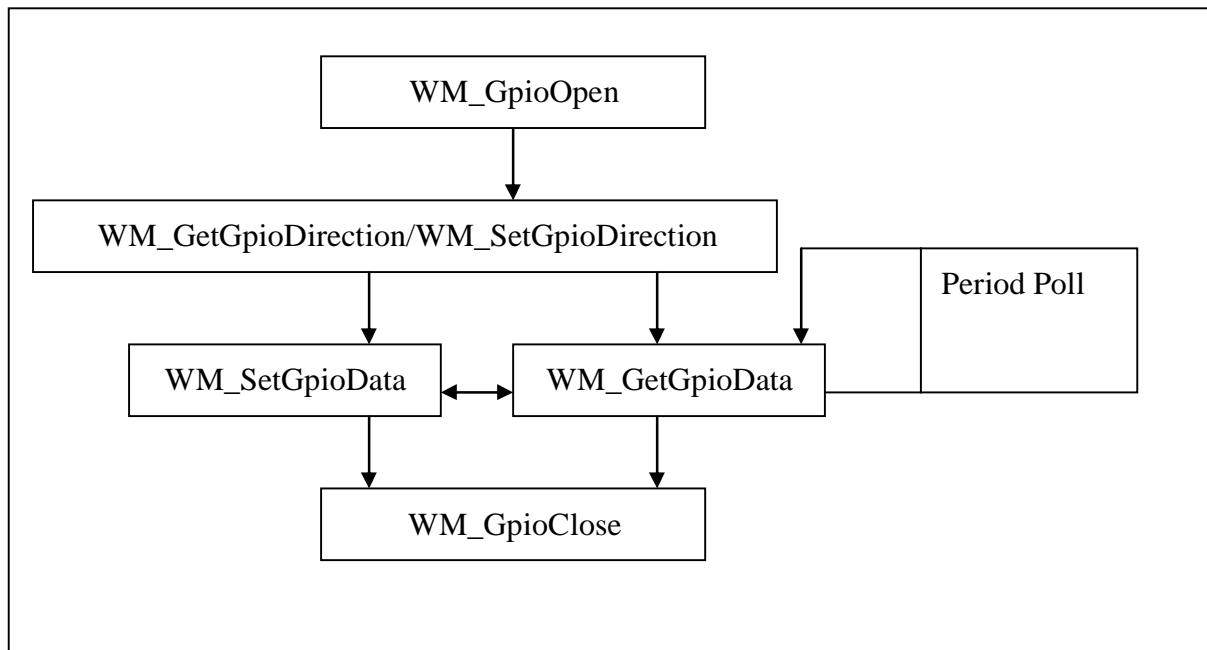 WM_GpioOpen
WM_GetGpioDirection/WM_SetGpioDirection
Period Poll
WM_SetGpioData
WM_GetGpioData
WM_GpioClose